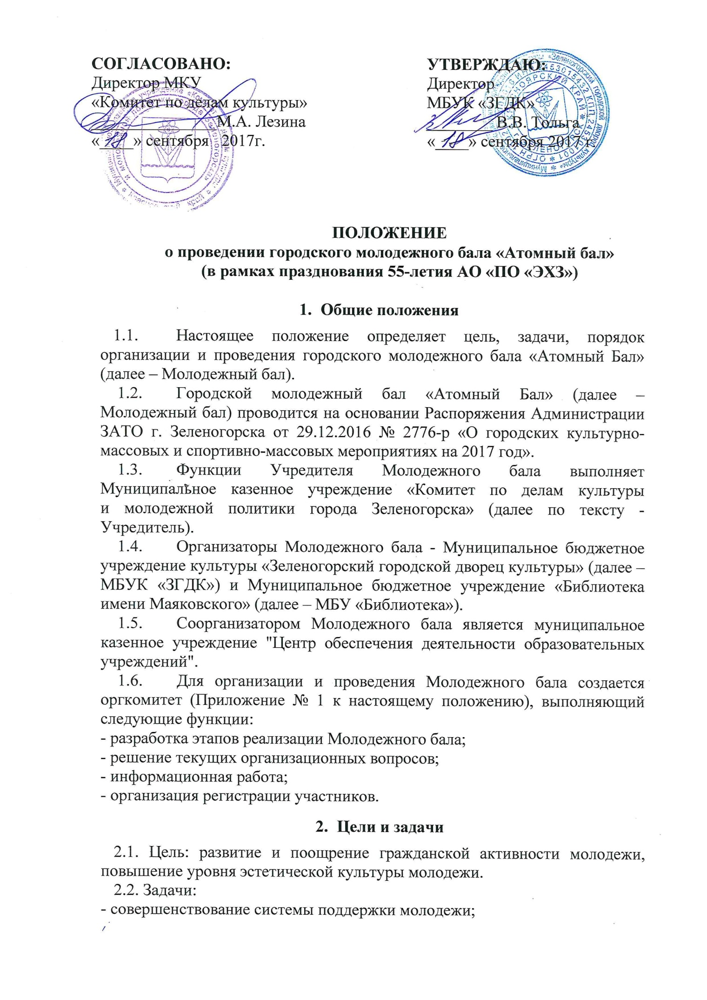 СОГЛАСОВАНО:
Директор МКУ
«Комитет по делам культуры»
М.А. Лезина
«18» сентября 2017г.
УТВЕРЖДАЮ:
Директор
МБУК «ЗГДК»
В.В. Тольга
«18» сентября 2017 г.
ПОЛОЖЕНИЕ
о проведении городского молодежного бала «Атомный бал»
(в рамках празднования 55-летия АО «ПО «ЭХЗ»)
1. Общие положения
1.1. Настоящее положение определяет цель, задачи, порядок
организации и проведения городского молодежного бала «Атомный Бал»
(далее – Молодежный бал).
1.2. Городской молодежный бал «Атомный Бал» (далее –
Молодежный бал) проводится на основании Распоряжения Администрации
ЗАТО г. Зеленогорска от 29.12.2016 № 2776-р «О городских культурно-
массовых и спортивно-массовых мероприятиях на 2017 год».
1.3. Функции Учредителя Молодежного бала выполняет
Муниципальное казенное учреждение «Комитет по делам культуры
и молодежной политики города Зеленогорска» (далее по тексту -
Учредитель).
1.4. Организаторы Молодежного бала - Муниципальное бюджетное
учреждение культуры «Зеленогорский городской дворец культуры» (далее –
МБУК «ЗГДК») и Муниципальное бюджетное учреждение «Библиотека
имени Маяковского» (далее – МБУ «Библиотека»).
1.5. Соорганизатором Молодежного бала является муниципальное
казенное учреждение "Центр обеспечения деятельности образовательных
учреждений".
1.6. Для организации и проведения Молодежного бала создается
оргкомитет (Приложение № 1 к настоящему положению), выполняющий
следующие функции:
- разработка этапов реализации Молодежного бала;
- решение текущих организационных вопросов;
- информационная работа;
- организация регистрации участников.
2. Цели и задачи
2.1. Цель: развитие и поощрение гражданской активности молодежи,
повышение уровня эстетической культуры молодежи.
2.2. Задачи:
- совершенствование системы поддержки молодежи;